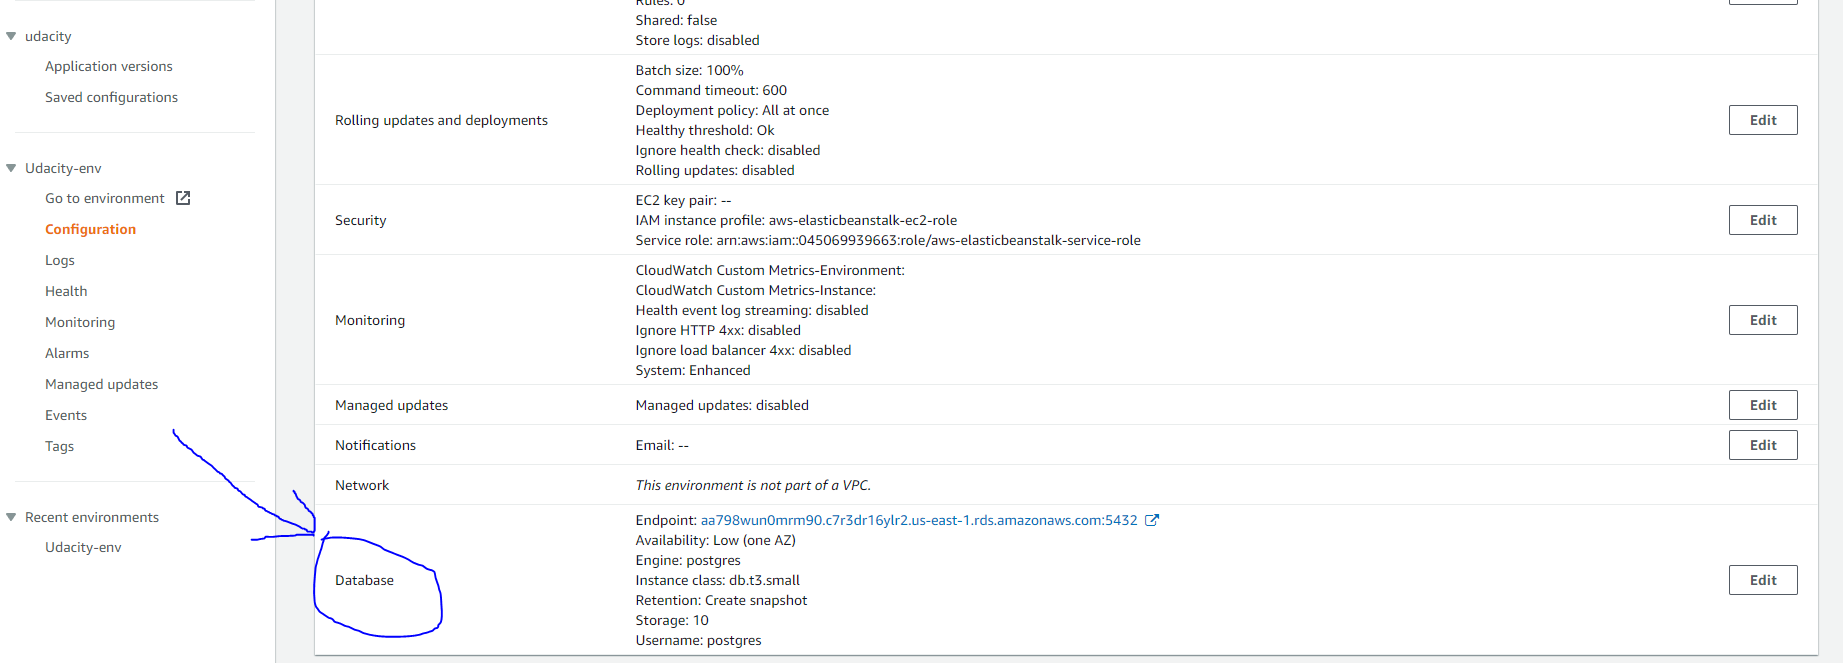 udacity
Application versions
Saved configurations
Udacity-env
Go to environment
Configuration
Logs
Health
Monitoring
Alarms
Managed updates
Events
Tags
Recent environments
Udacity-env
Rules: 0
Shared: false
Store logs: disabled
Rolling updates and deployments
Batch size: 100%
Command timeout: 600
Deployment policy: All at once
Healthy threshold: Ok
Ignore health check: disabled
Rolling updates: disabled
Edit
Security
EC2 key pair: --
IAM instance profile: aws-elasticbeanstalk-ec2-role
Service role: arn:aws:iam::045069939663:role/aws-elasticbeanstalk-service-role
Edit
Monitoring
CloudWatch Custom Metrics-Environment:
CloudWatch Custom Metrics-Instance:
Health event log streaming: disabled
Ignore HTTP 4xx: disabled
Ignore load balancer 4xx: disabled
System: Enhanced
Edit
Managed updates
Managed updates: disabled
Edit
Notifications
Email: --
Edit
Network
This environment is not part of a VPC.
Database
Endpoint: aa798wun0mrm90.c7r3dr16ylr2.us-east-1.rds.amazonaws.com:5432
Availability: Low (one AZ)
Engine: postgres
Instance class: db.t3.small
Retention: Create snapshot
Storage: 10
Username: postgres
Edit